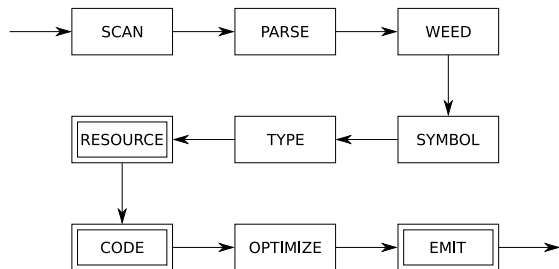 SCAN PARSE WEED
RESOURCE TYPE SYMBOL
CODE OPTIMIZE EMIT